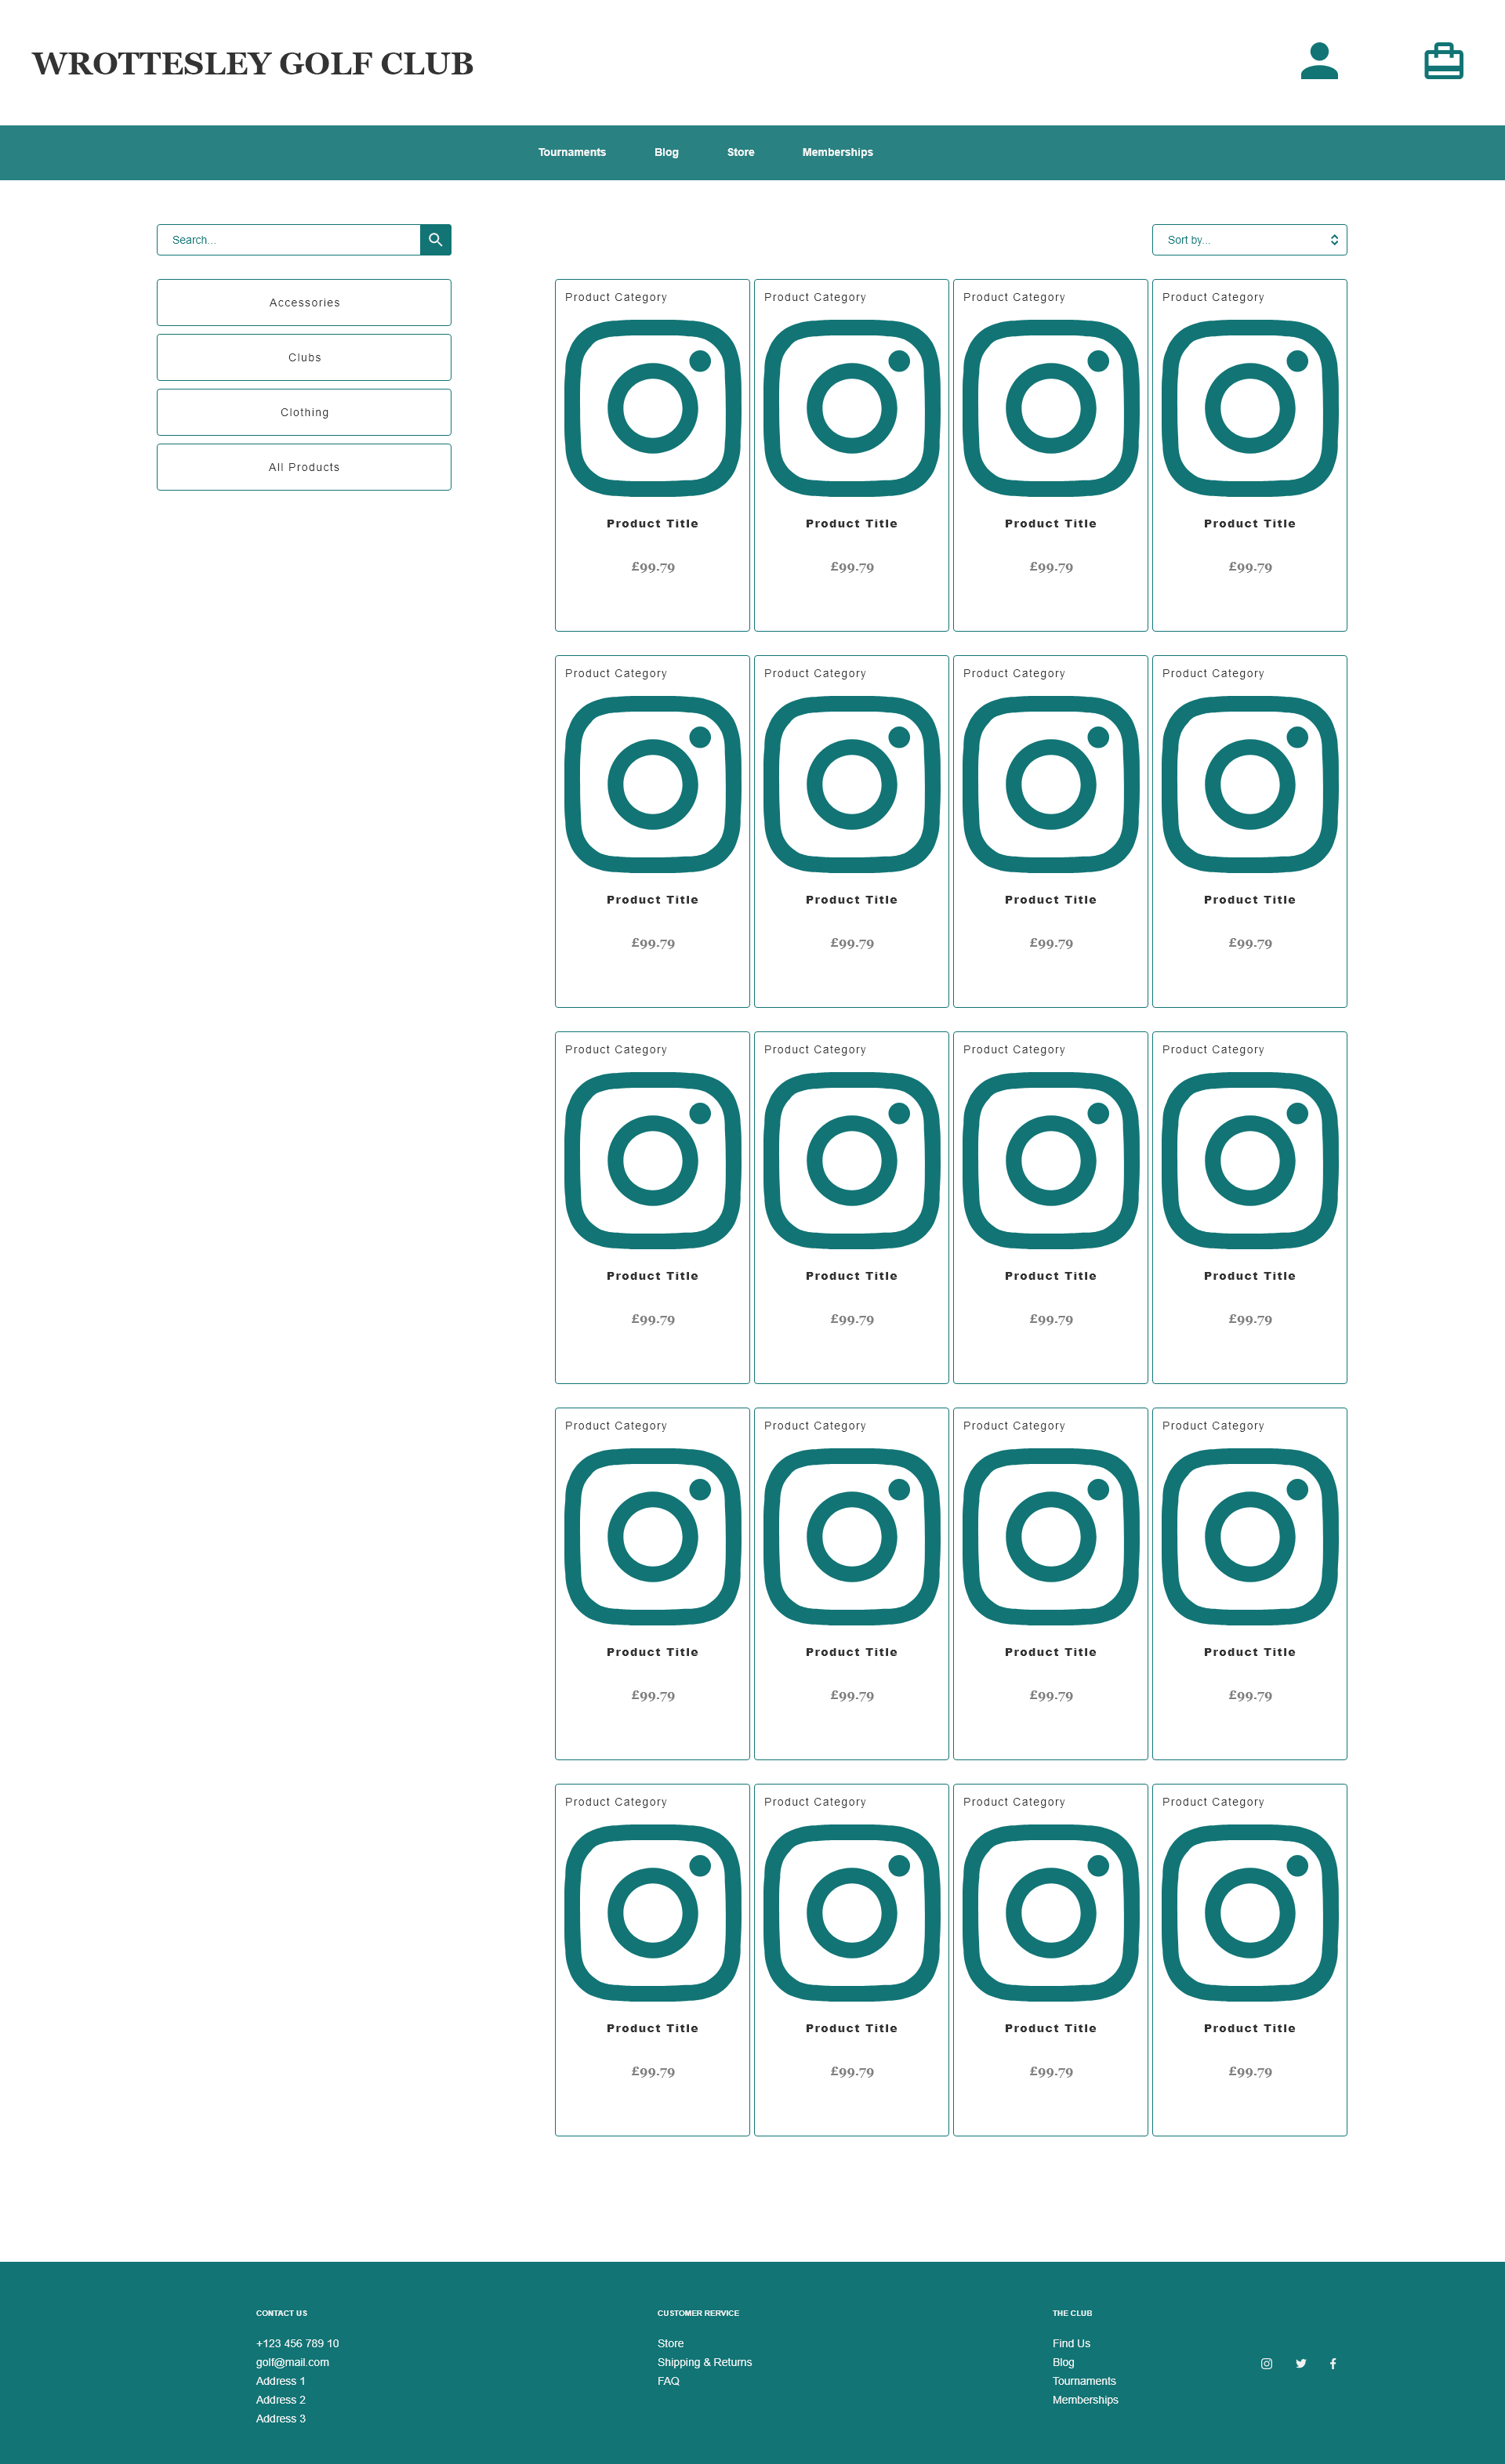 WROTTESLEY GOLF CLUB
Tournaments Blog Store Memberships
Search... Sort by...
Accessories
Clubs
Clothing
All Products
Product Category Product Category Product Category Product Category
Product Title Product Title Product Title Product Title
£99.79 £99.79 £99.79 £99.79
Product Category Product Category Product Category Product Category
Product Title Product Title Product Title Product Title
£99.79 £99.79 £99.79 £99.79
Product Category Product Category Product Category Product Category
Product Title Product Title Product Title Product Title
£99.79 £99.79 £99.79 £99.79
Product Category Product Category Product Category Product Category
Product Title Product Title Product Title Product Title
£99.79 £99.79 £99.79 £99.79
Product Category Product Category Product Category Product Category
Product Title Product Title Product Title Product Title
£99.79 £99.79 £99.79 £99.79
CONTACT US
+123 456 789 10
golf@mail.com
Address 1
Address 2
Address 3
CUSTOMER RERVICE
Store
Shipping & Returns
FAQ
THE CLUB
Find Us
Blog
Tournaments
Memberships